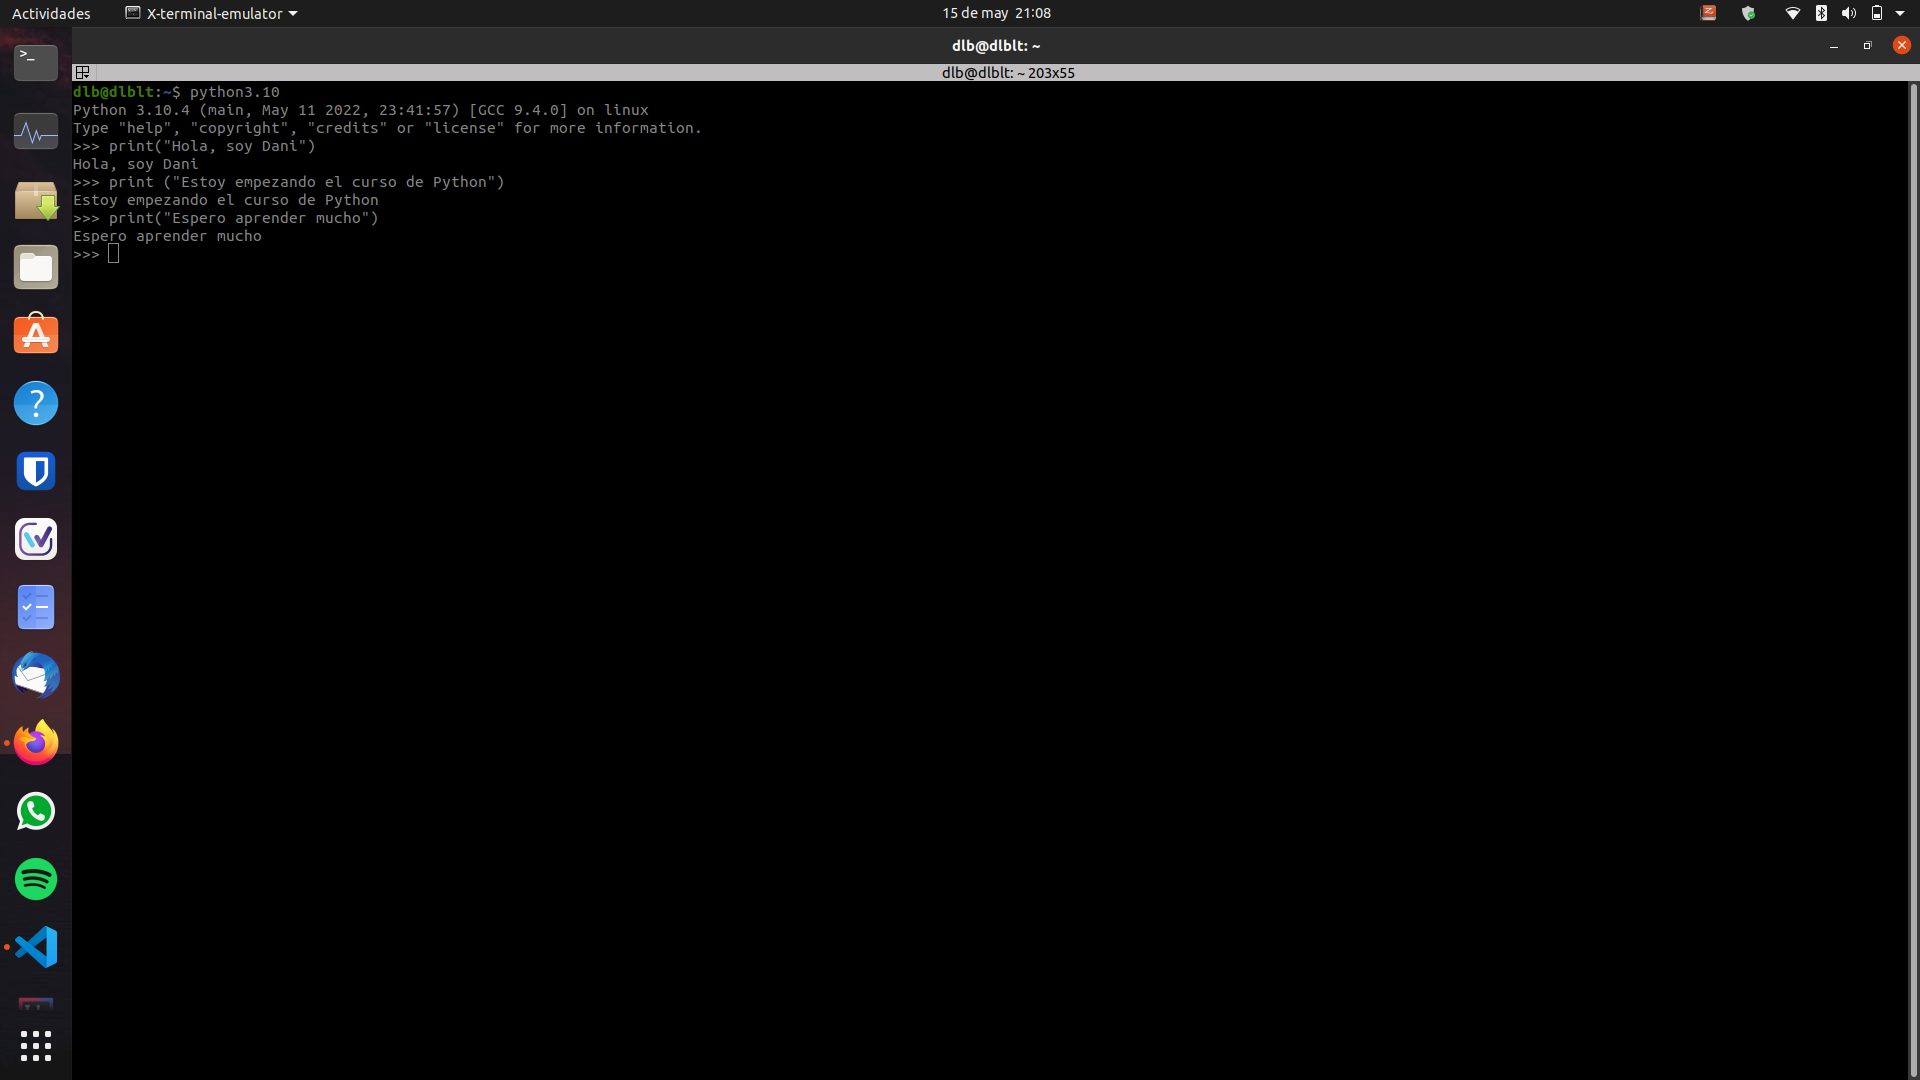 Actividades
X-terminal-emulator
15 de may 21:08
dlb@dlblt: ~
dlb@dlblt: ~ 203x55
dlb@dlblt:~$ python3.10
Python 3.10.4 (main, May 11 2022, 23:41:57) [GCC 9.4.0] on linux
Type "help", "copyright", "credits" or "license" for more information.
>>> print("Hola, soy Dani")
Hola, soy Dani
>>> print ("Estoy empezando el curso de Python")
Estoy empezando el curso de Python
>>> print("Espero aprender mucho")
Espero aprender mucho
>>>